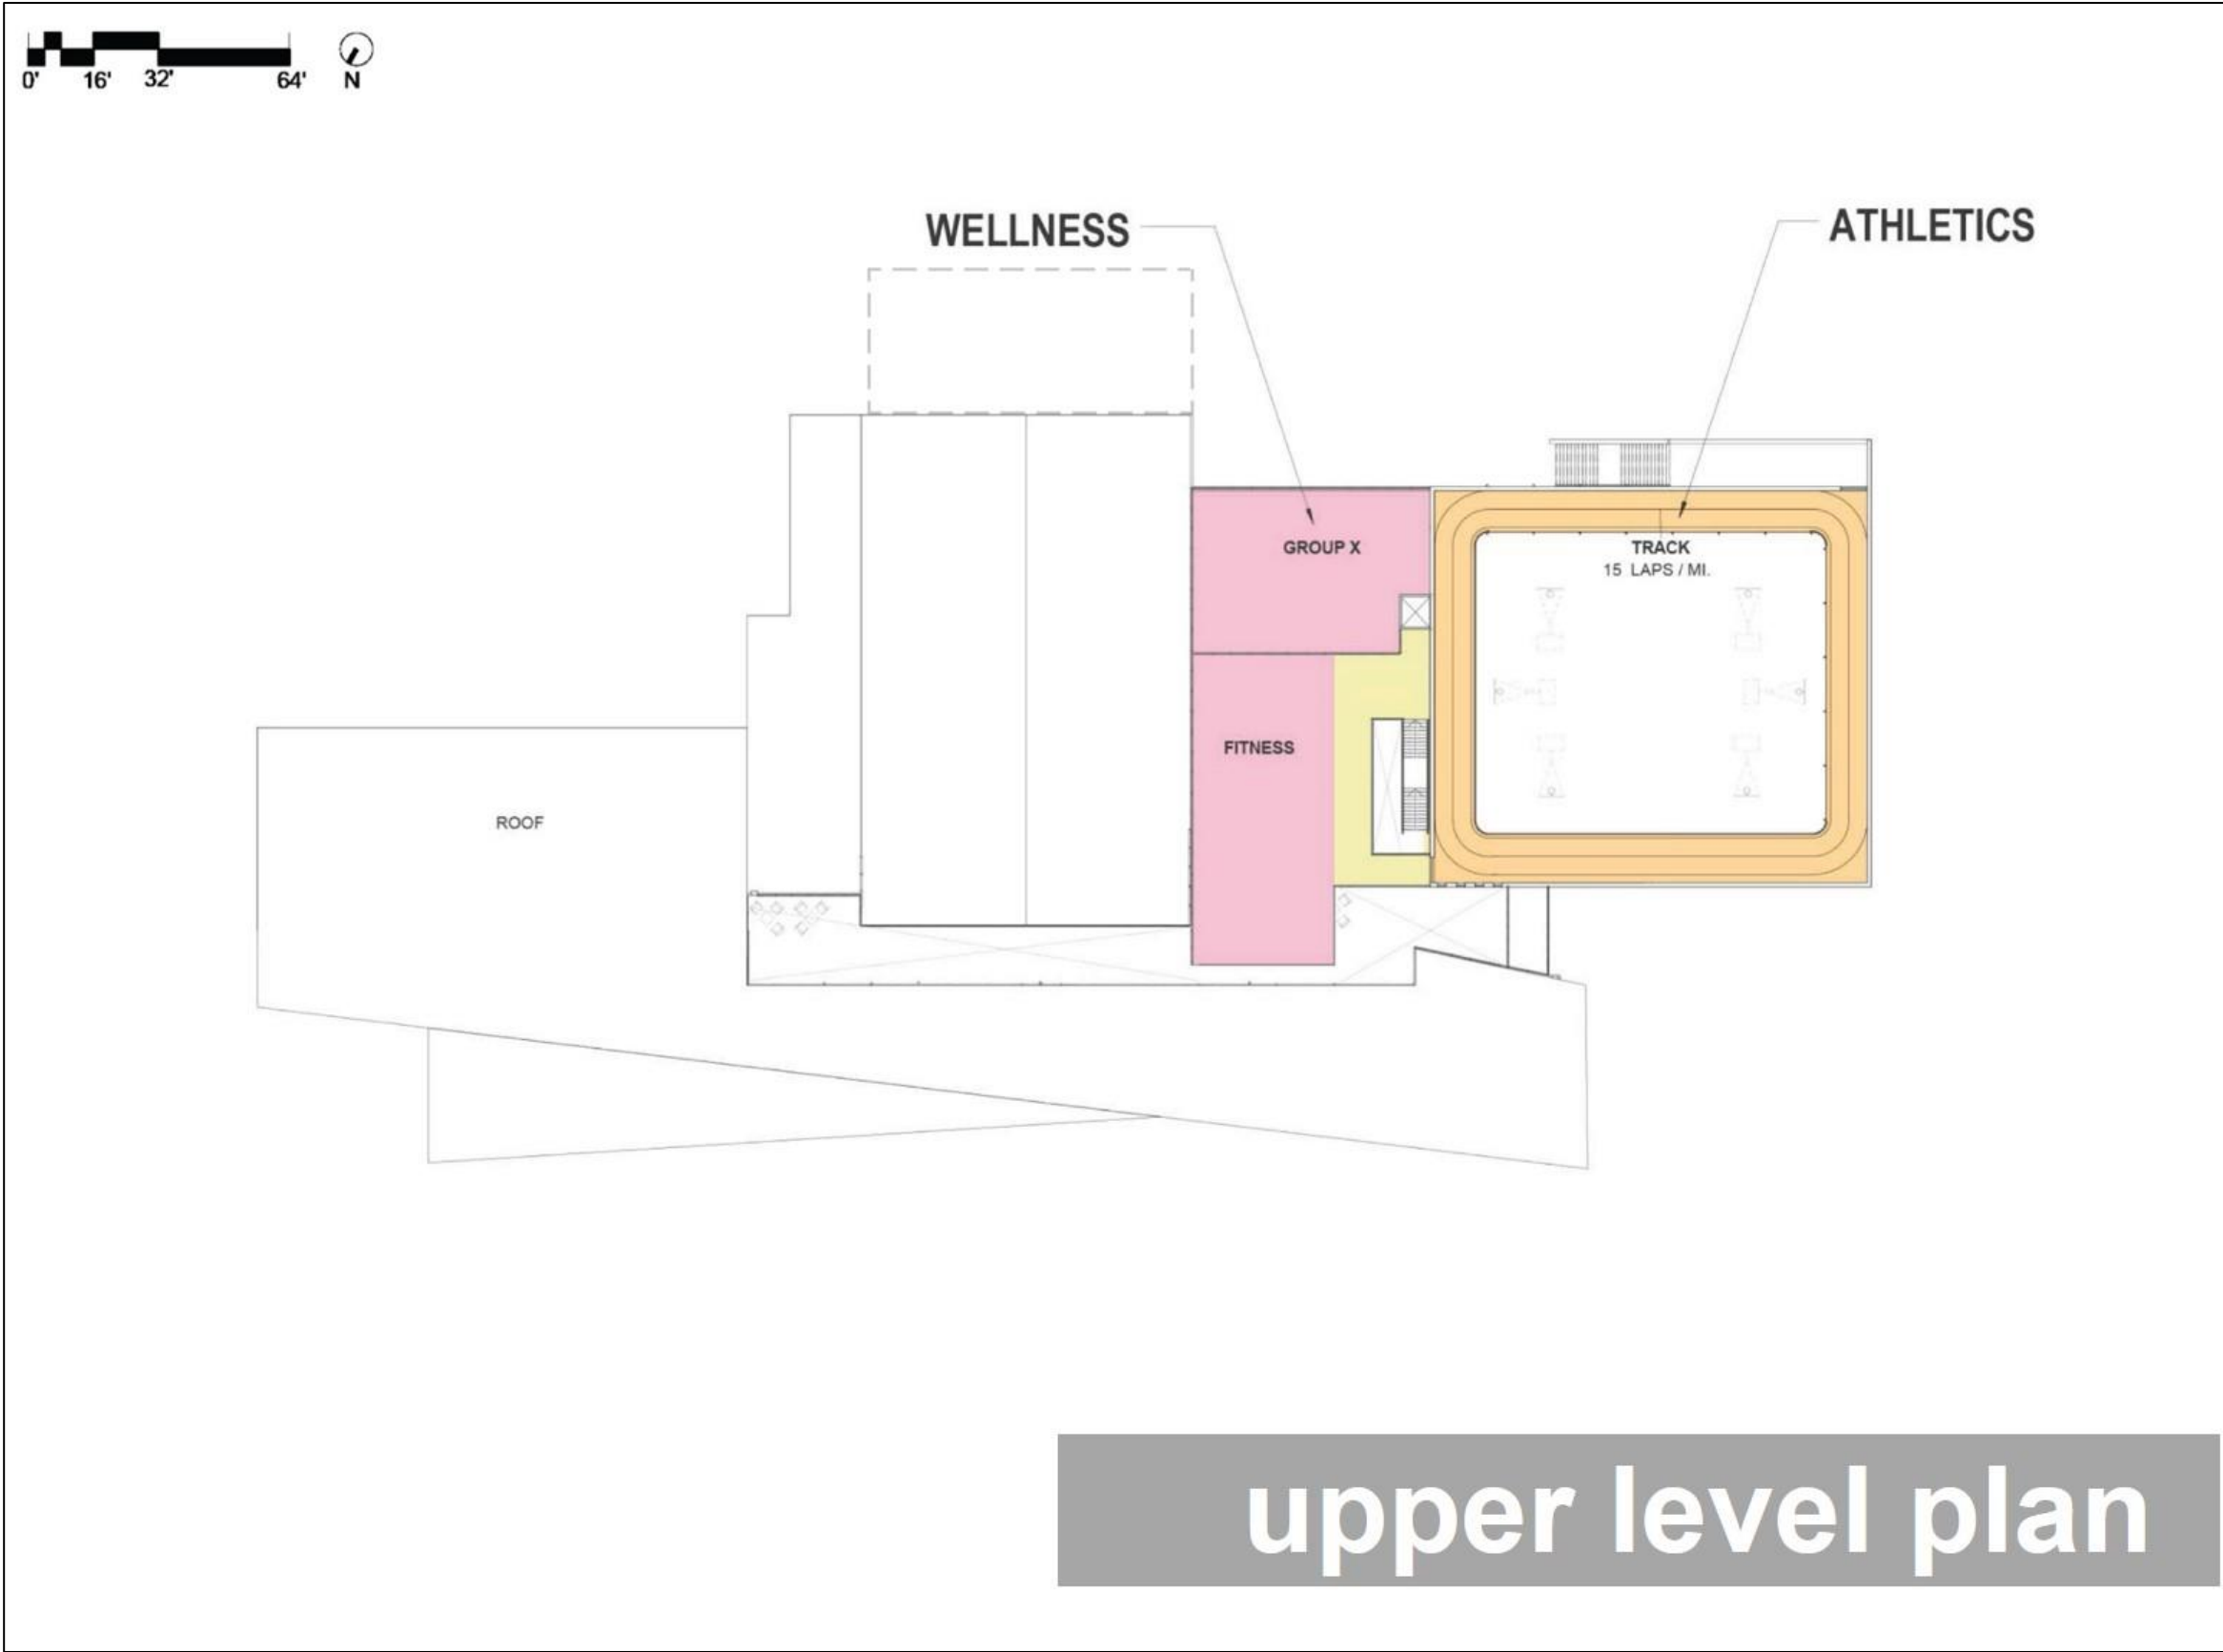 0' 16' 32' 64' N
WELLNESS
ATHLETICS
GROUP X
TRACK
15 LAPS / MI.
FITNESS
ROOF
upper level plan